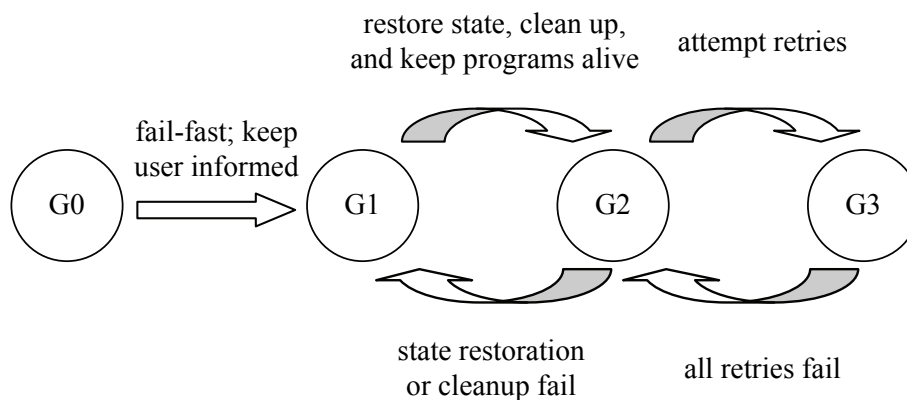 restore state, clean up,
and keep programs alive
attempt retries
fail-fast; keep
user informed
G0
G1
G2
G3
state restoration
or cleanup fail
all retries fail